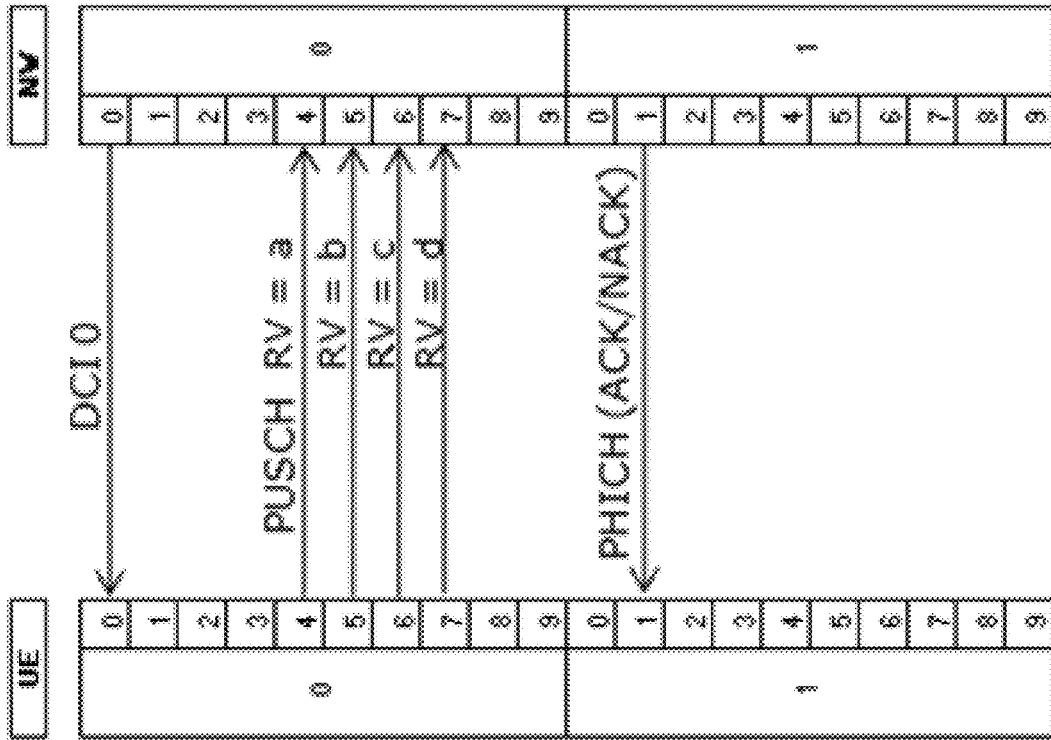 UE
NW
0
0 1 2 3 4 5 6 7 8 9
1
0 1 2 3 4 5 6 7 8 9
DCI 0
PUSCH RV = a
RV = b
RV = c
RV = d
PHICH (ACK/NACK)
0 1 2 3 4 5 6 7 8 9
0
0 1 2 3 4 5 6 7 8 9
1